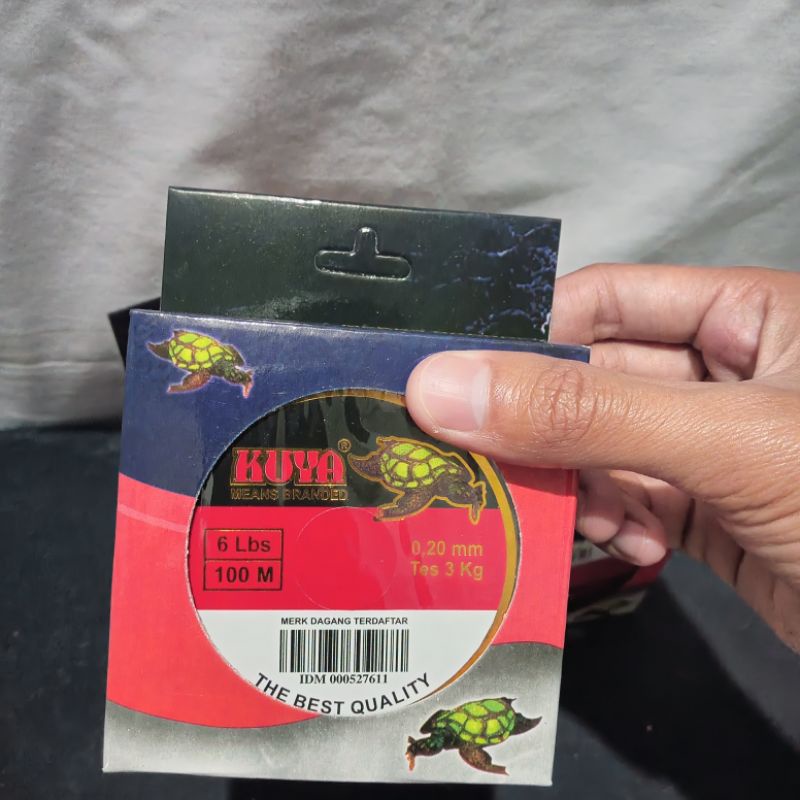 KUYA®
MEANS BRANDED
6 Lbs
100 M
0,20 mm
Tes 3 Kg
MERK DAGANG TERDAFTAR
IDM 000527611
THE BEST QUALITY